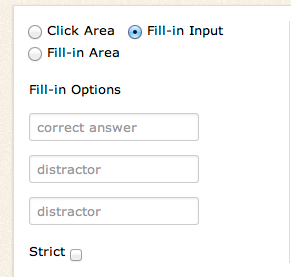 Click Area Fill-in Input
Fill-in Area
Fill-in Options
correct answer
distractor
distractor
Strict